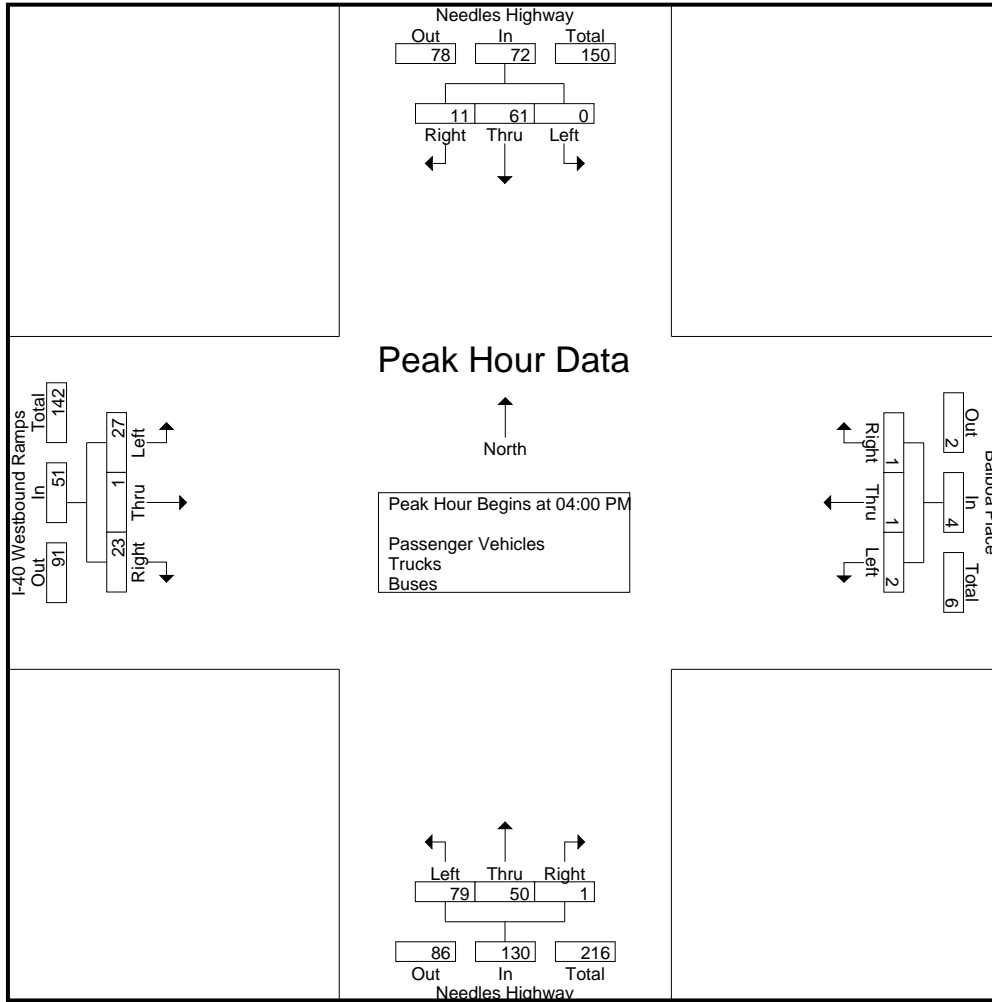 Needles Highway
Out In Total
78 72 150
11 61 0
Right Thru Left
Peak Hour Data
North
Peak Hour Begins at 04:00 PM
Passenger Vehicles
Trucks
Buses
I-40 Westbound Ramps
Out In Total
91 51 142
23 1 27
Right Thru Left
Balboa Place
Out In Total
2 4 6
1 1 2
Right Thru Left
Left Thru Right
79 50 1
86 130 216
Out In Total
Needles Highway